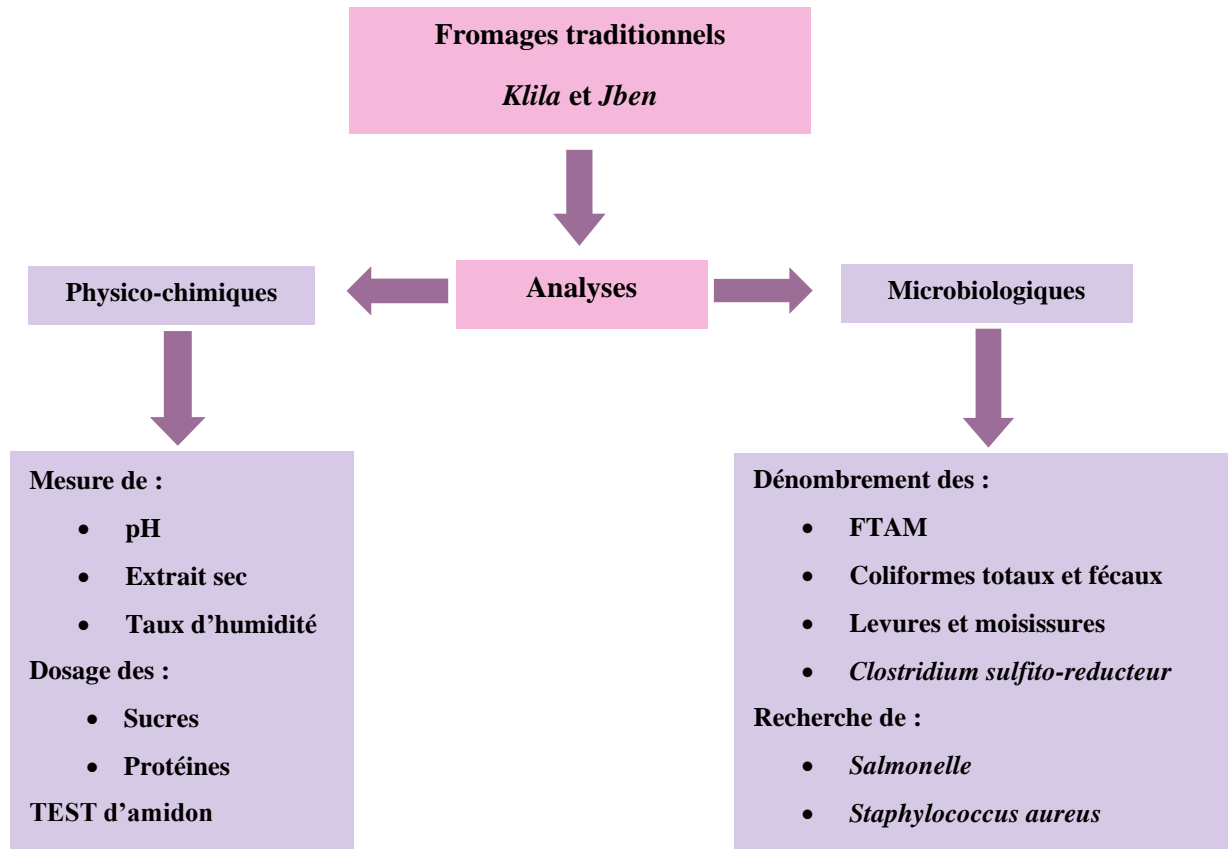 Fromages traditionnels
Klila et Jben
Analyses
Physico-chimiques
Microbiologiques
Mesure de :
• pH
• Extrait sec
• Taux d’humidité
Dosage des :
• Sucres
• Protéines
TEST d’amidon
Dénombrement des :
• FTAM
• Coliformes totaux et fécaux
• Levures et moisissures
• Clostridium sulfito-reducteur
Recherche de :
• Salmonelle
• Staphylococcus aureus